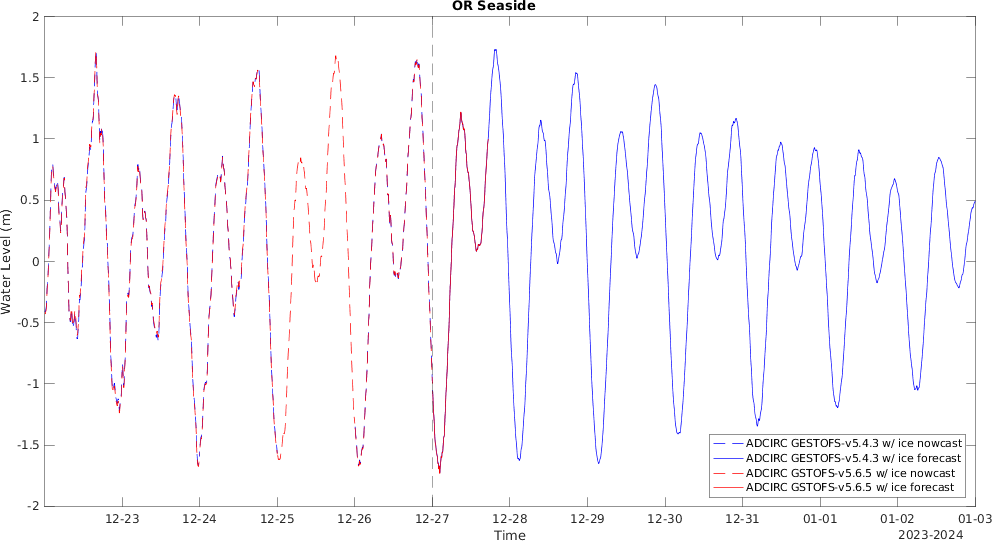 OR Seaside
2
1.5
1
0.5
0
-0.5
-1
-1.5
-2
Water Level (m)
12-23 12-24 12-25 12-26 12-27 12-28 12-29 12-30 12-31 01-01 01-02 01-03
Time
2023-2024
ADCIRC GESTOFS-v5.4.3 w/ ice nowcast
ADCIRC GESTOFS-v5.4.3 w/ ice forecast
ADCIRC GSTOFS-v5.6.5 w/ ice nowcast
ADCIRC GSTOFS-v5.6.5 w/ ice forecast